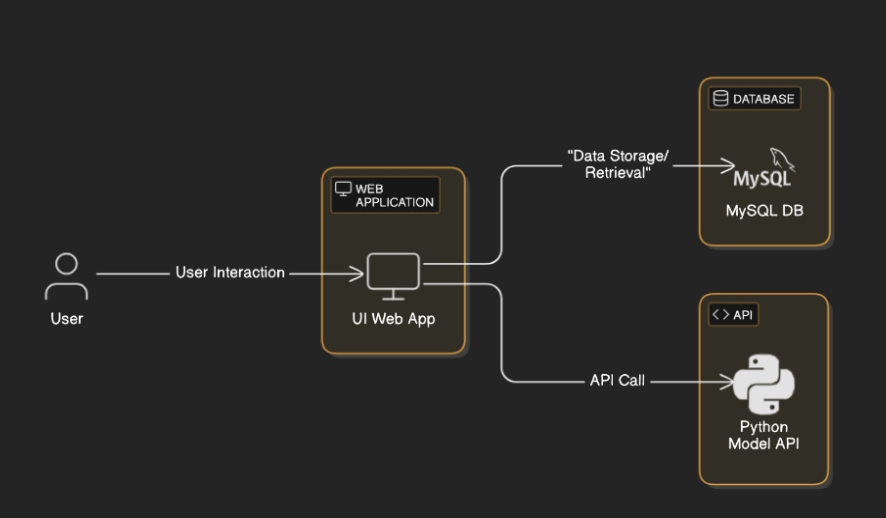 DATABASE
"Data Storage/
Retrieval"
MySQL
MySQL DB
WEB
APPLICATION
User Interaction
User
UI Web App
API
API Call
Python
Model API